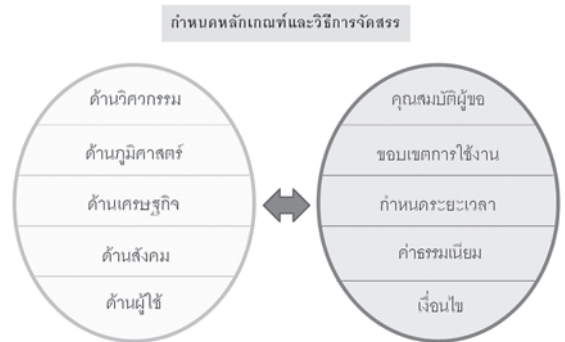 กำหนดหลักเกณฑ์และวิธีการจัดสรร
ด้านวิศวกรรม
ด้านภูมิศาสตร์
ด้านเศรษฐกิจ
ด้านสังคม
ด้านผู้ใช้
คุณสมบัติผู้ขอ
ขอบเขตการใช้งาน
กำหนดระยะเวลา
ค่าธรรมเนียม
เงื่อนไข